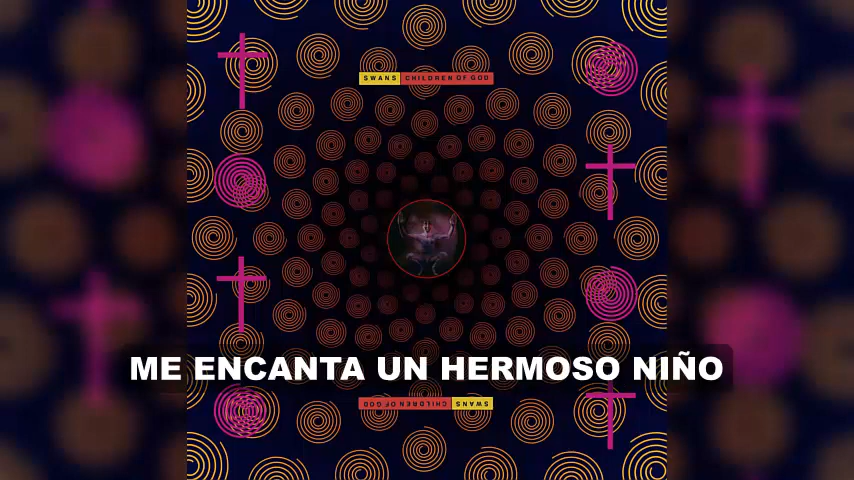 SWANS CHILDREN OF GOD
ME ENCANTA UN HERMOSO NIÑO
SWANS CHILDREN OF GOD